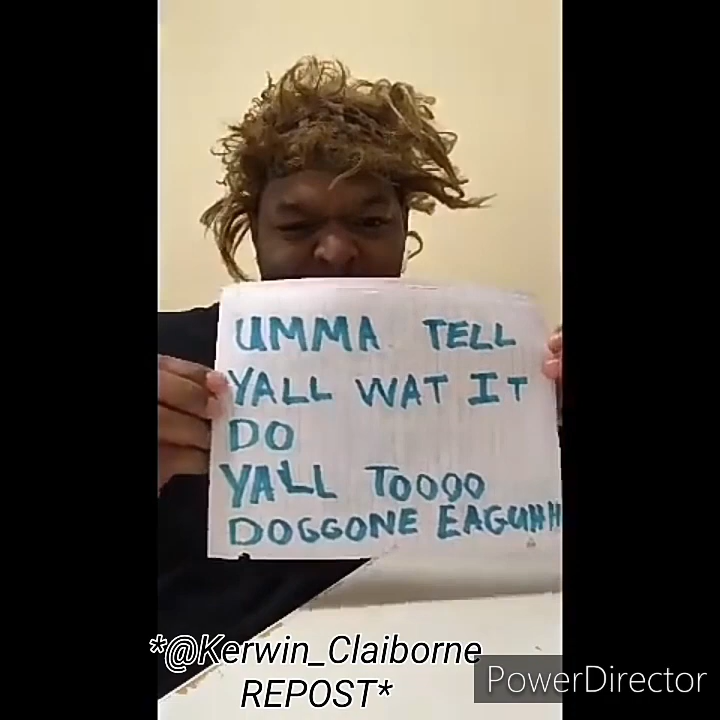 UMMA TELL
YALL WAT IT
DO
YALL TOOOO
DOGGONE EAGUHH
*@Kerwin_Claiborne
REPOST*
PowerDirector